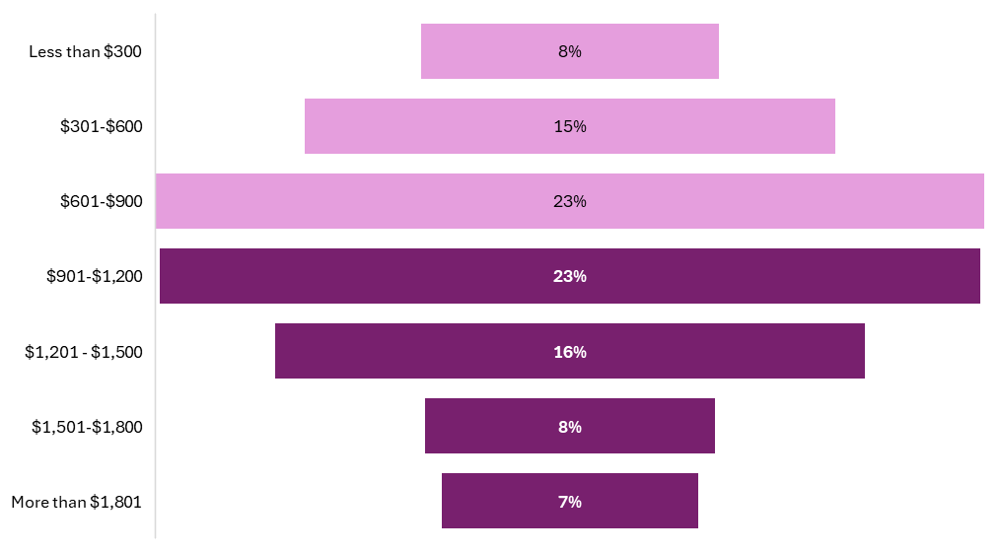 Less than $300 8%
$301-$600 15%
$601-$900 23%
$901-$1,200 23%
$1,201 - $1,500 16%
$1,501-$1,800 8%
More than $1,801 7%